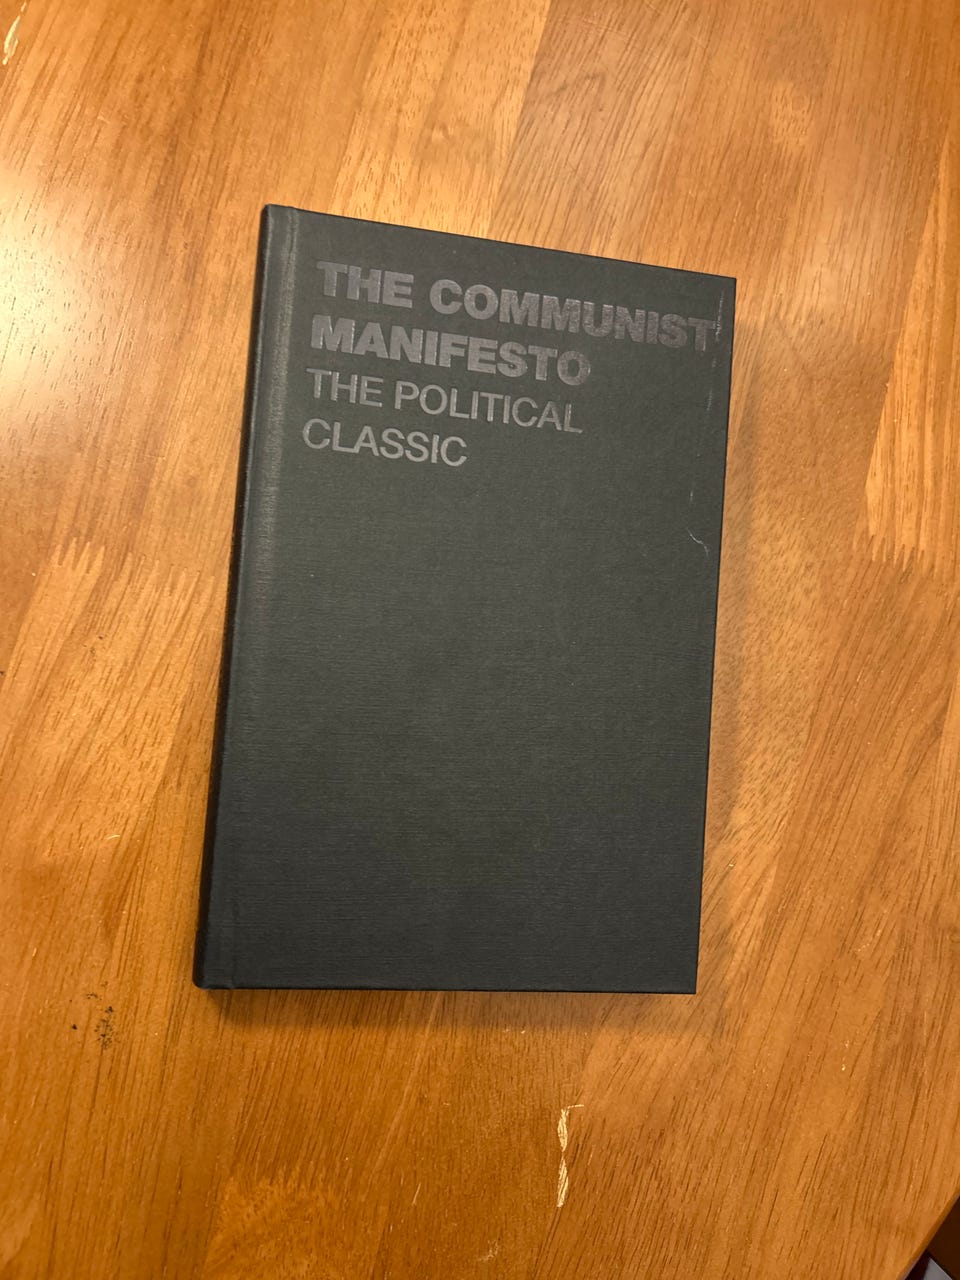 THE COMMUNIST
MANIFESTO
THE POLITICAL
CLASSIC